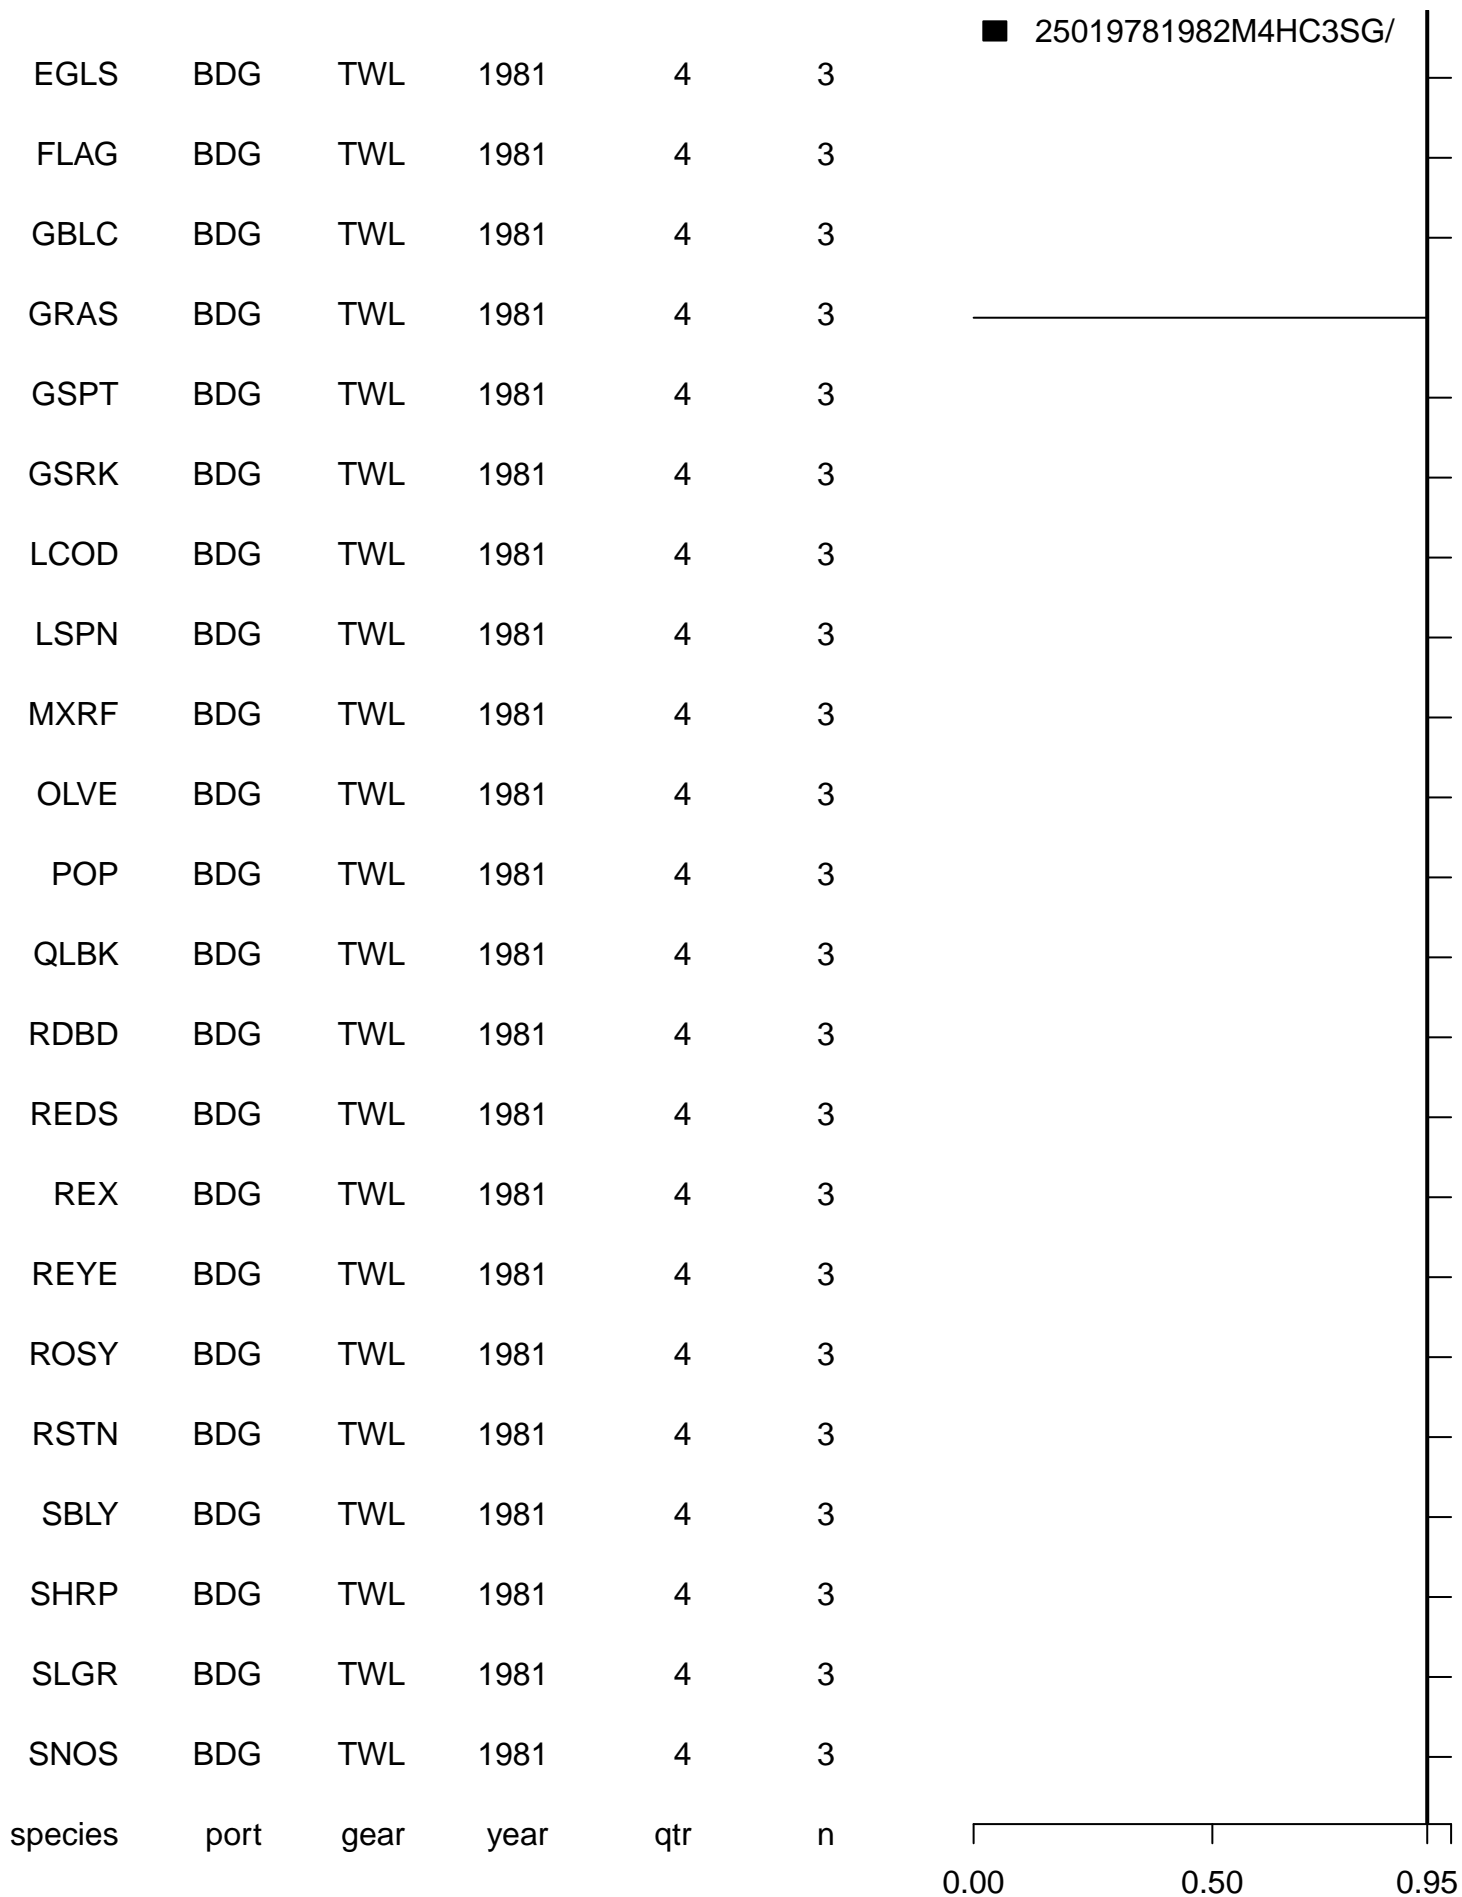 25019781982M4HC3SG/
EGLS BDG TWL 1981 4 3
FLAG BDG TWL 1981 4 3
GBLC BDG TWL 1981 4 3
GRAS BDG TWL 1981 4 3
GSPT BDG TWL 1981 4 3
GSRK BDG TWL 1981 4 3
LCOD BDG TWL 1981 4 3
LSPN BDG TWL 1981 4 3
MXRF BDG TWL 1981 4 3
OLVE BDG TWL 1981 4 3
POP BDG TWL 1981 4 3
QLBK BDG TWL 1981 4 3
RDBD BDG TWL 1981 4 3
REDS BDG TWL 1981 4 3
REX BDG TWL 1981 4 3
REYE BDG TWL 1981 4 3
ROSY BDG TWL 1981 4 3
RSTN BDG TWL 1981 4 3
SBLY BDG TWL 1981 4 3
SHRP BDG TWL 1981 4 3
SLGR BDG TWL 1981 4 3
SNOS BDG TWL 1981 4 3
species port gear year qtr n
0.00 0.50 0.95